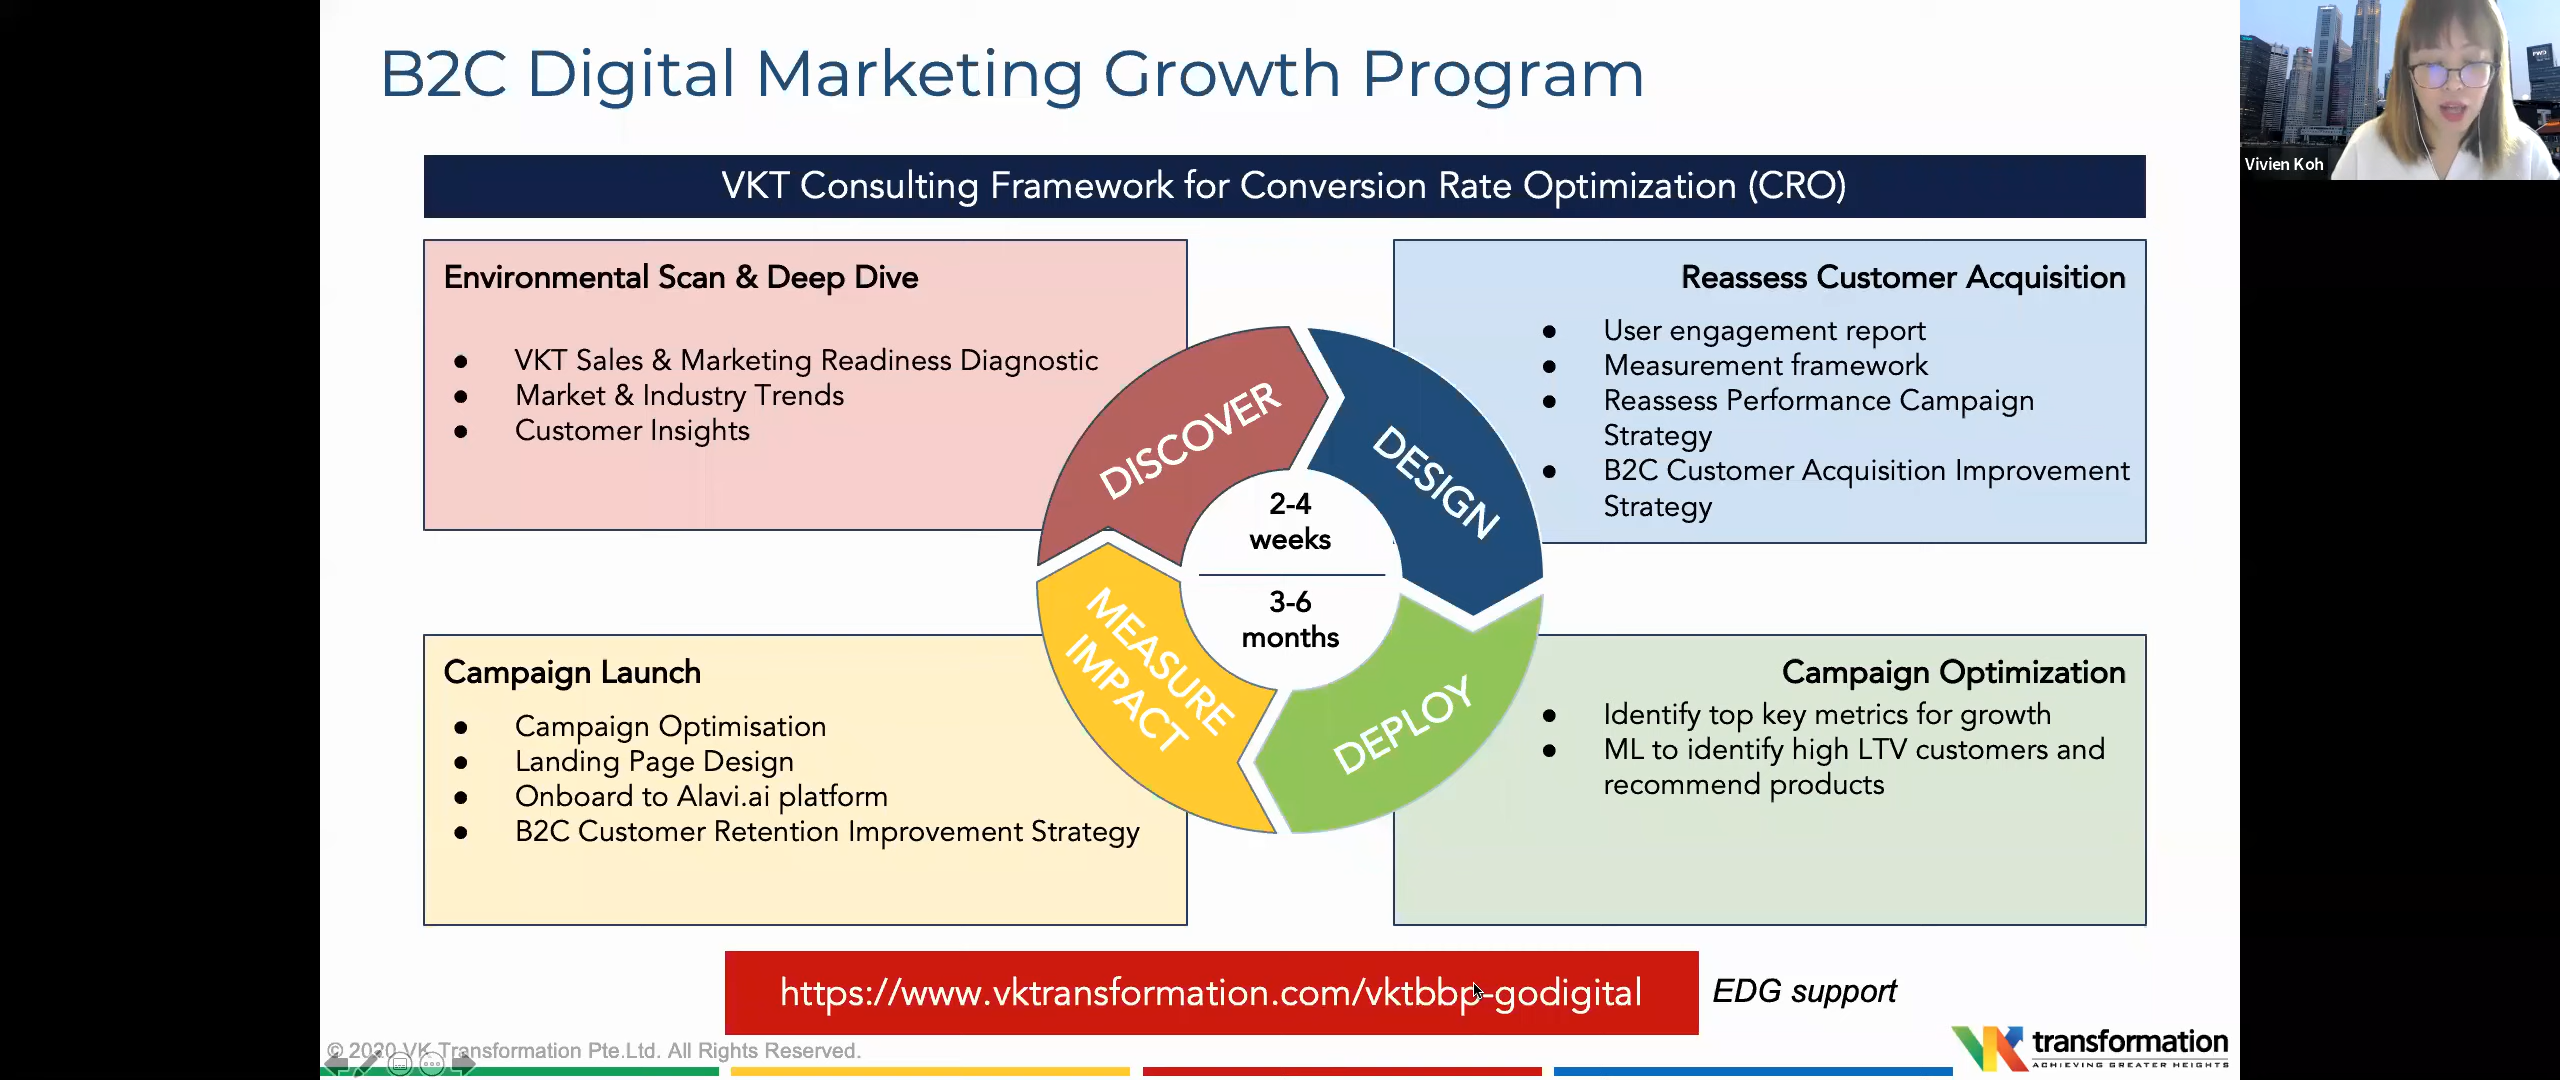 B2C Digital Marketing Growth Program
Vivien Koh
VKT Consulting Framework for Conversion Rate Optimization (CRO)
Environmental Scan & Deep Dive
● VKT Sales & Marketing Readiness Diagnostic
● Market & Industry Trends
● Customer Insights
Reassess Customer Acquisition
● User engagement report
● Measurement framework
● Reassess Performance Campaign
Strategy
● B2C Customer Acquisition Improvement
Strategy
DISCOVER
DESIGN
2-4
weeks
3-6
months
MEASURE
IMPACT
DEPLOY
Campaign Launch
● Campaign Optimisation
● Landing Page Design
● Onboard to Alavi.ai platform
● B2C Customer Retention Improvement Strategy
Campaign Optimization
● Identify top key metrics for growth
● ML to identify high LTV customers and
recommend products
https://www.vktransformation.com/vktbbp-godigital
EDG support
© 2020 VK Transformation Pte.Ltd. All Rights Reserved.
VK transformation
ACHIEVING GREATER HEIGHTS